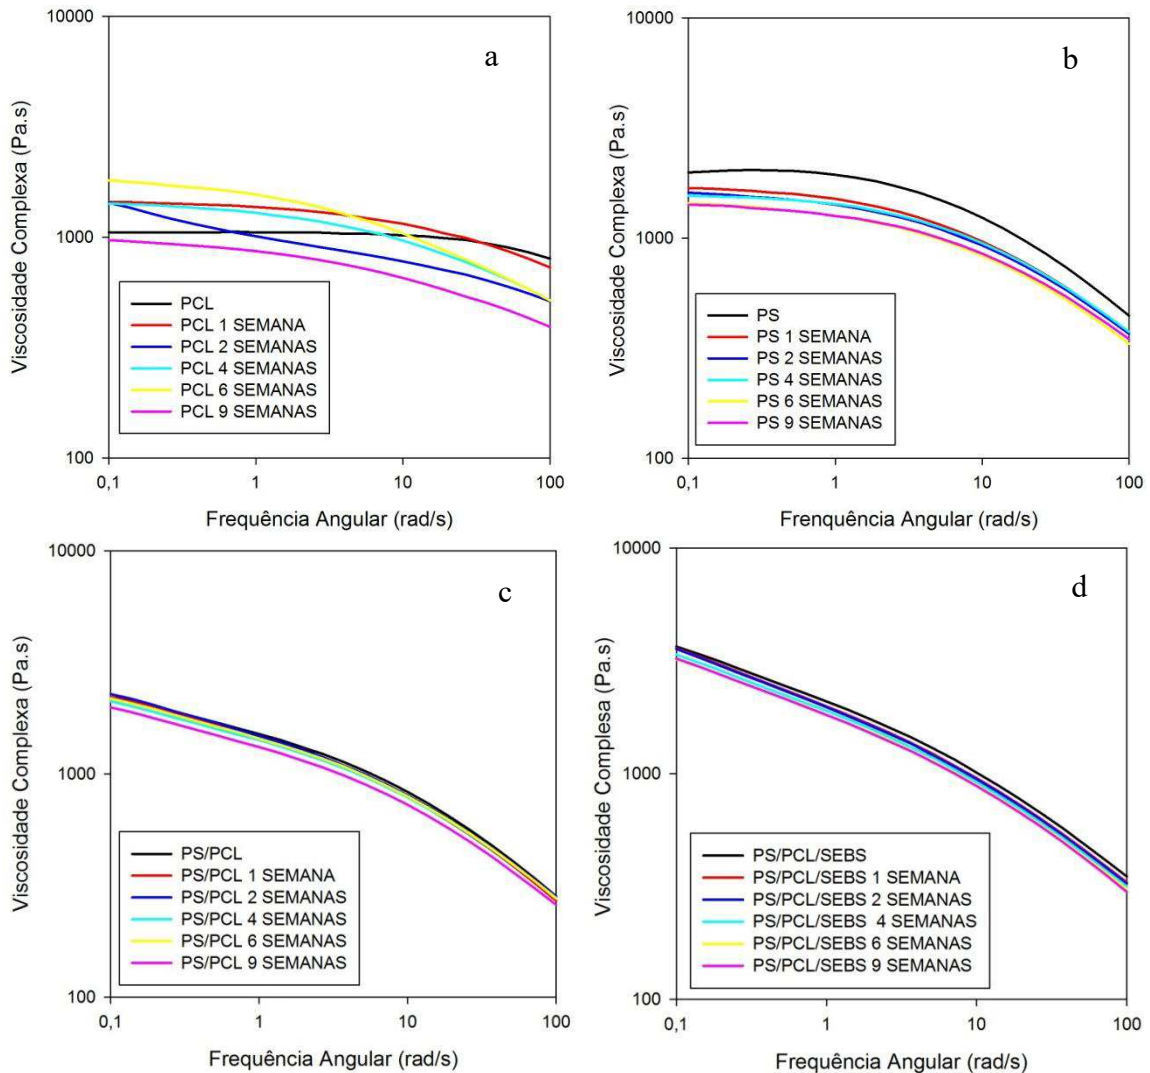 10000
a
Viscosidade Complexa (Pa.s)
1000
PCL
PCL 1 SEMANA
PCL 2 SEMANAS
PCL 4 SEMANAS
PCL 6 SEMANAS
PCL 9 SEMANAS
100
0,1 1 10 100
Frequência Angular (rad/s)
10000
b
Viscosidade Complexa (Pa.s)
1000
PS
PS 1 SEMANA
PS 2 SEMANAS
PS 4 SEMANAS
PS 6 SEMANAS
PS 9 SEMANAS
100
0,1 1 10 100
Frenquência Angular (rad/s)
10000
c
Viscosidade Complexa (Pa.s)
1000
PS/PCL
PS/PCL 1 SEMANA
PS/PCL 2 SEMANAS
PS/PCL 4 SEMANAS
PS/PCL 6 SEMANAS
PS/PCL 9 SEMANAS
100
0,1 1 10 100
Frequência Angular (rad/s)
10000
d
Viscosidade Complesa (Pa.s)
1000
PS/PCL/SEBS
PS/PCL/SEBS 1 SEMANA
PS/PCL/SEBS 2 SEMANAS
PS/PCL/SEBS 4 SEMANAS
PS/PCL/SEBS 6 SEMANAS
PS/PCL/SEBS 9 SEMANAS
100
0,1 1 10 100
Frequência Angular (rad/s)